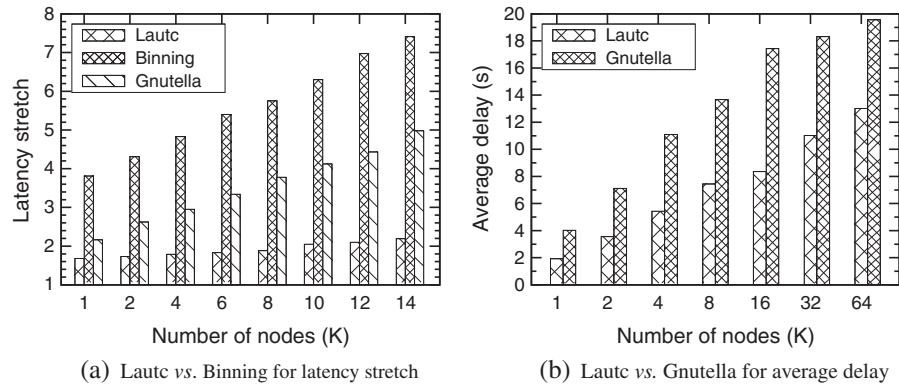 8
7
6
5
4
3
2
1
Latency stretch
Lautc
Binning
Gnutella
1 2 4 6 8 10 12 14
Number of nodes (K)
(a) Lautc vs. Binning for latency stretch
20
18
16
14
12
10
8
6
4
2
0
Average delay (s)
Lautc
Gnutella
1 2 4 8 16 32 64
Number of nodes (K)
(b) Lautc vs. Gnutella for average delay